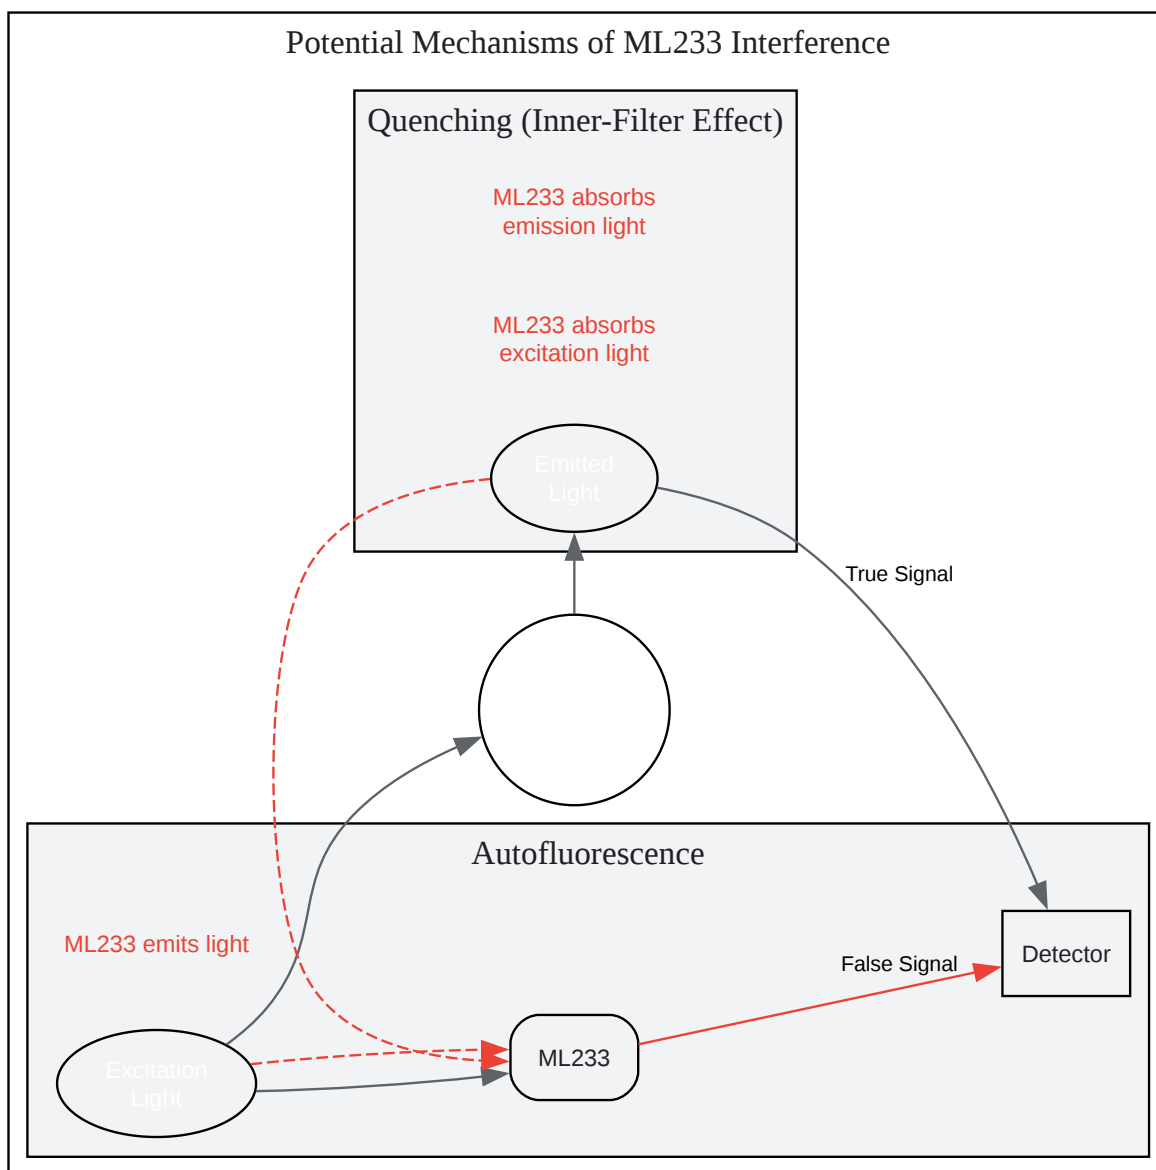 Potential Mechanisms of ML233 Interference
Quenching (Inner-Filter Effect)
ML233 absorbs
emission light
ML233 absorbs
excitation light
Emitted
Light
True Signal
Autofluorescence
ML233 emits light
False Signal
Detector
ML233
Excitation
Light